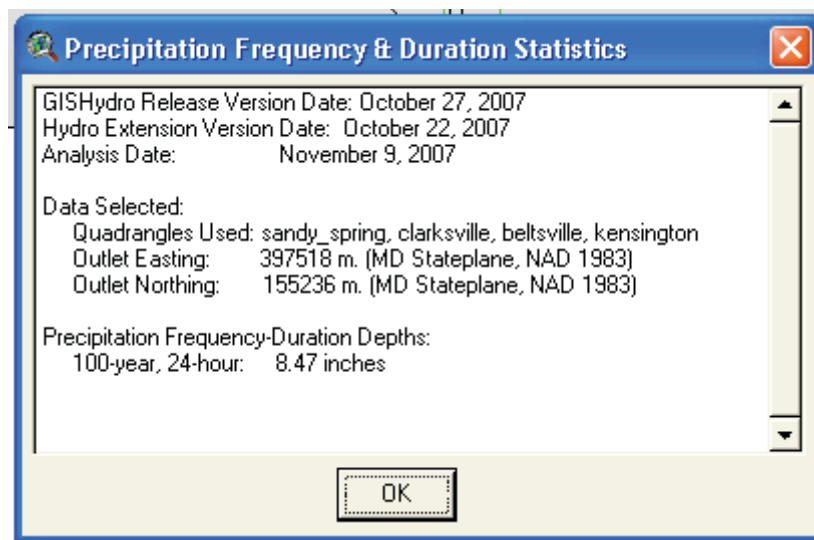 Precipitation Frequency & Duration Statistics
GISHydro Release Version Date: October 27, 2007
Hydro Extension Version Date: October 22, 2007
Analysis Date: November 9, 2007
Data Selected:
Quadrangles Used: sandy_spring, clarksville, beltsville, kensington
Outlet Easting: 397518 m. (MD Stateplane, NAD 1983)
Outlet Northing: 155236 m. (MD Stateplane, NAD 1983)
Precipitation Frequency-Duration Depths:
100-year, 24-hour: 8.47 inches
OK